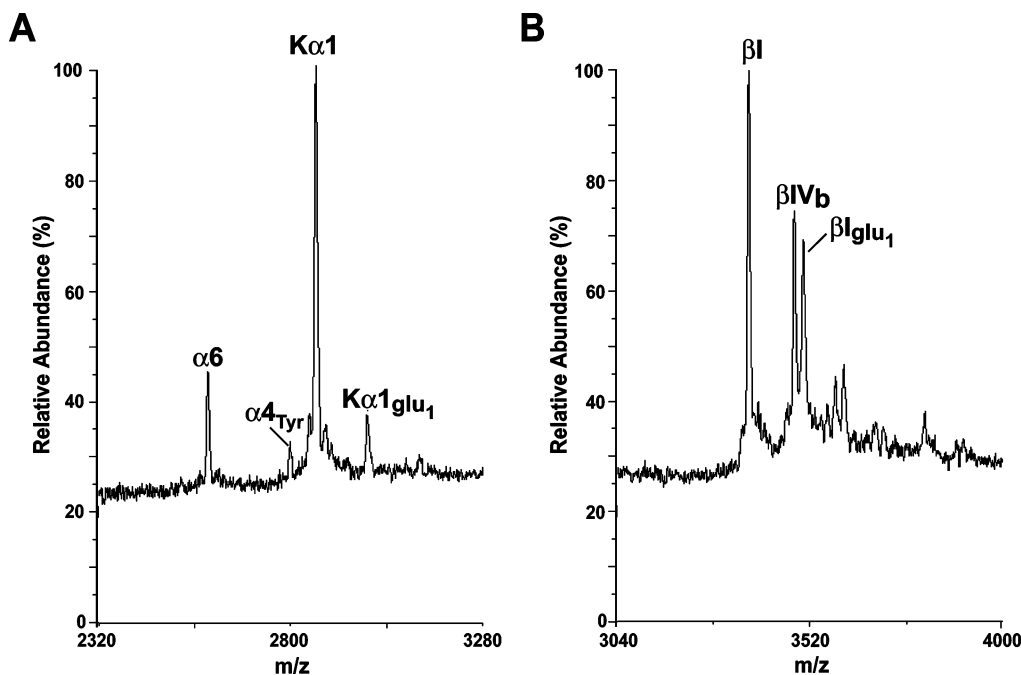 A
Kα1
100
80
60
40
20
0
Relative Abundance (%)
α6
α4Tyr
Kα1glu1
2320
2800
3280
m/z
B
βI
100
80
60
40
20
0
Relative Abundance (%)
βIVb
βIglu1
3040
3520
4000
m/z